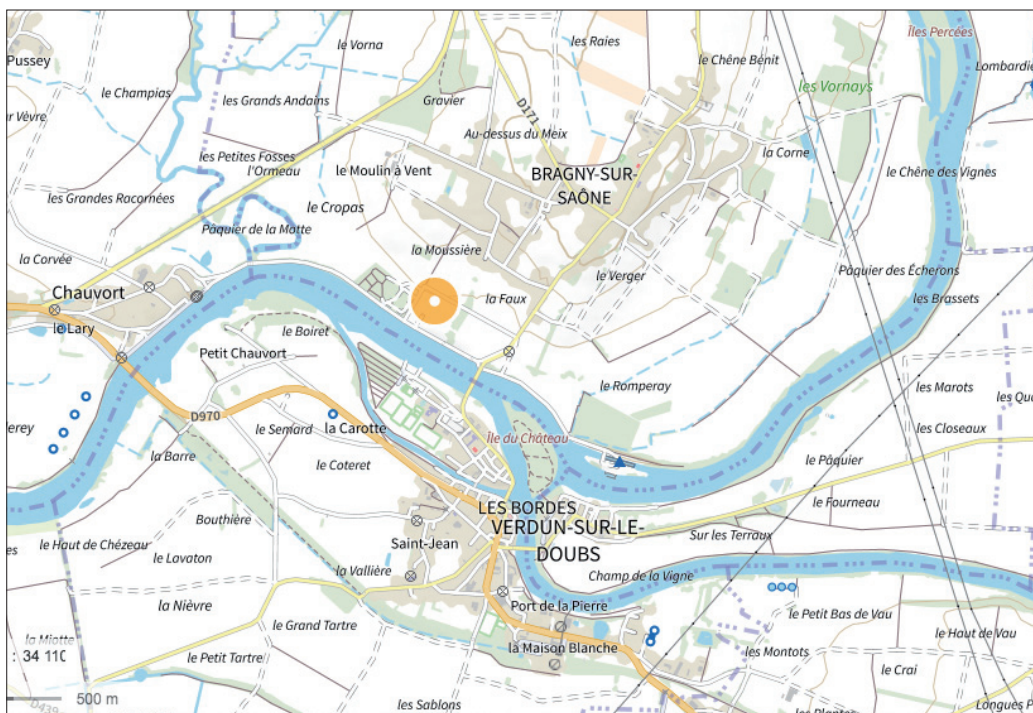 Pussey
le Vorna
les Raies
Îles Percées
le Chêne Bénit
Lombardie
le Champias
les Grands Andains
Gravier
D171
les Vornays
Au-dessus du Meix
les Petites Fosses
l'Ormeau
le Moulin à Vent
BRAGNY-SUR-
SAÔNE
la Corne
le Chêne des Vignes
les Grandes Racornées
le Cropas
Pâquier de la Motte
la Moussière
la Corvée
le Verger
Pâquier des Écherons
Chauvort
la Faux
les Brassets
le Lary
le Boiret
Petit Chauvort
le Romperay
les Marots
D970
erey
la Carotte
le Semard
Île du Château
les Closeaux
la Barre
le Coteret
le Pâquier
LES BORDES
VERDUN-SUR-LE-
DOUBS
le Fourneau
Bouthière
Saint-Jean
Sur les Terraux
le Haut de Chézeau
le Lovaton
la Vallière
Champ de la Vigne
la Nièvre
Port de la Pierre
le Petit Bas de Vau
le Grand Tartre
la Miotte
la Maison Blanche
le Haut de Vau
: 34 110
le Petit Tartre
les Montots
le Crai
500 m
les Sablons
D439
les Plantes